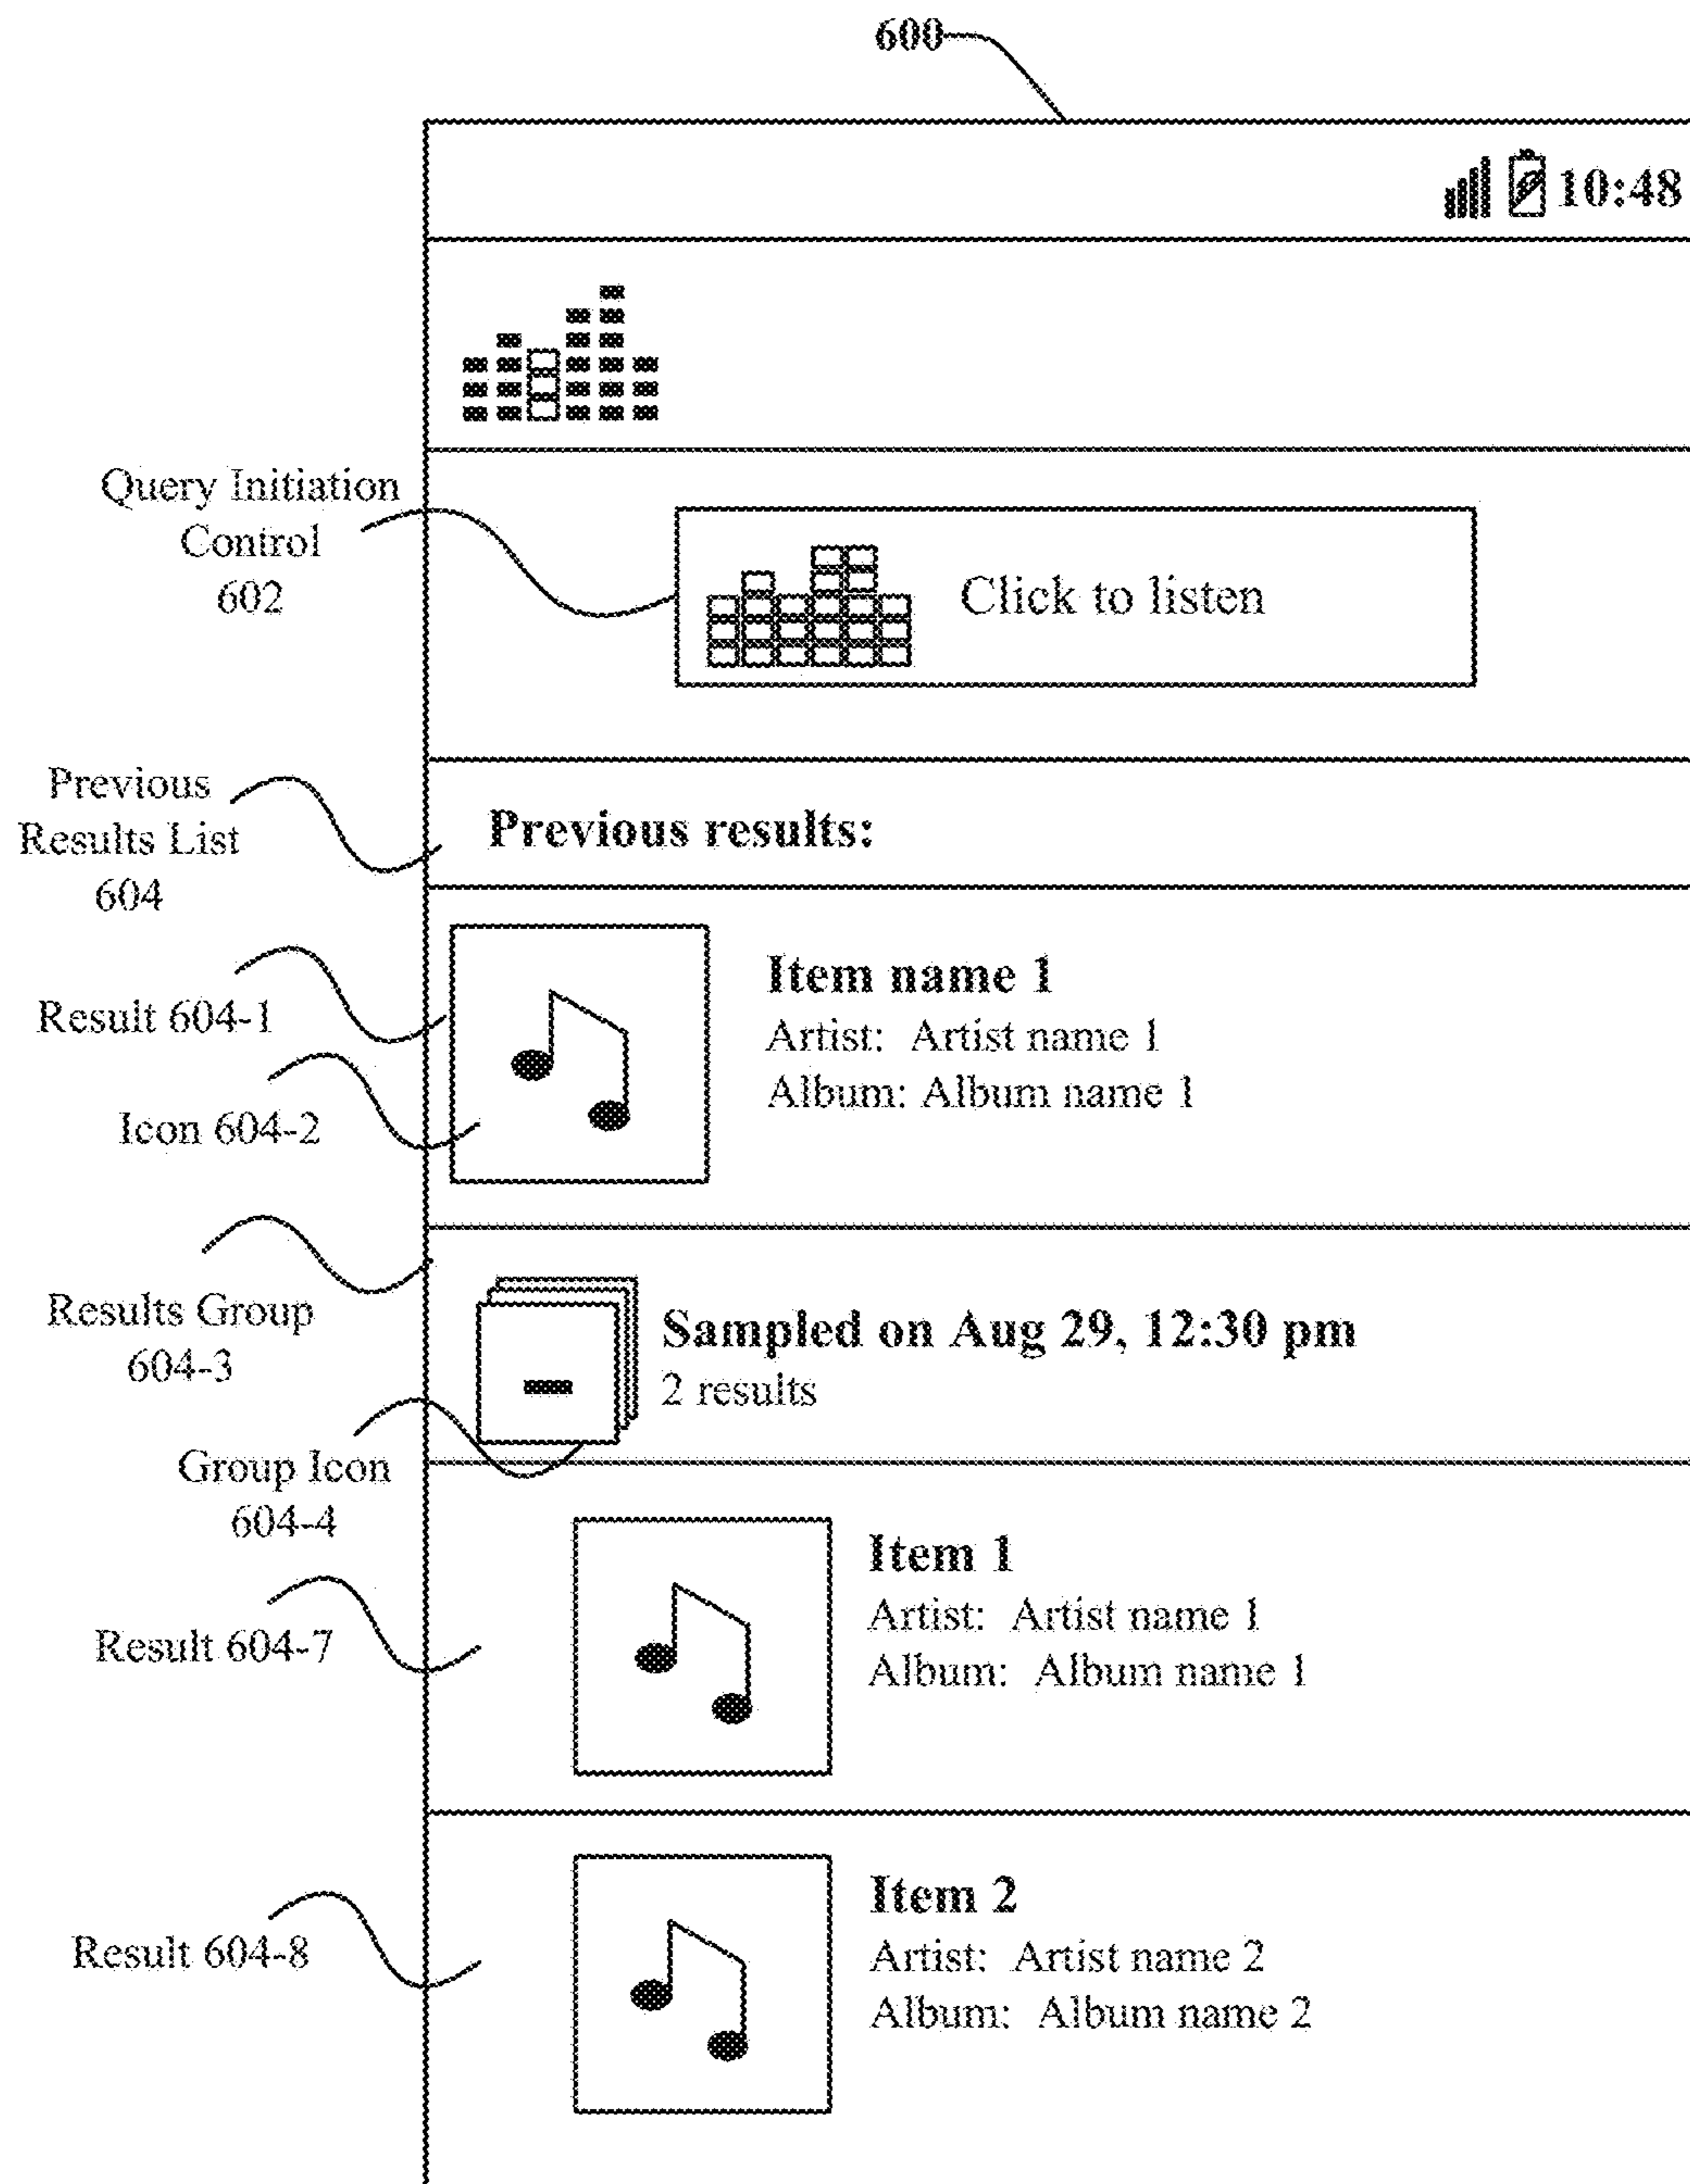 600
10:48
Query Initiation
Control
602
Click to listen
Previous
Results List
604
Previous results:
Result 604-1
Item name 1
Artist: Artist name 1
Album: Album name 1
Icon 604-2
Results Group
604-3
Sampled on Aug 29, 12:30 pm
2 results
Group Icon
604-4
Item 1
Artist: Artist name 1
Album: Album name 1
Result 604-7
Item 2
Artist: Artist name 2
Album: Album name 2
Result 604-8